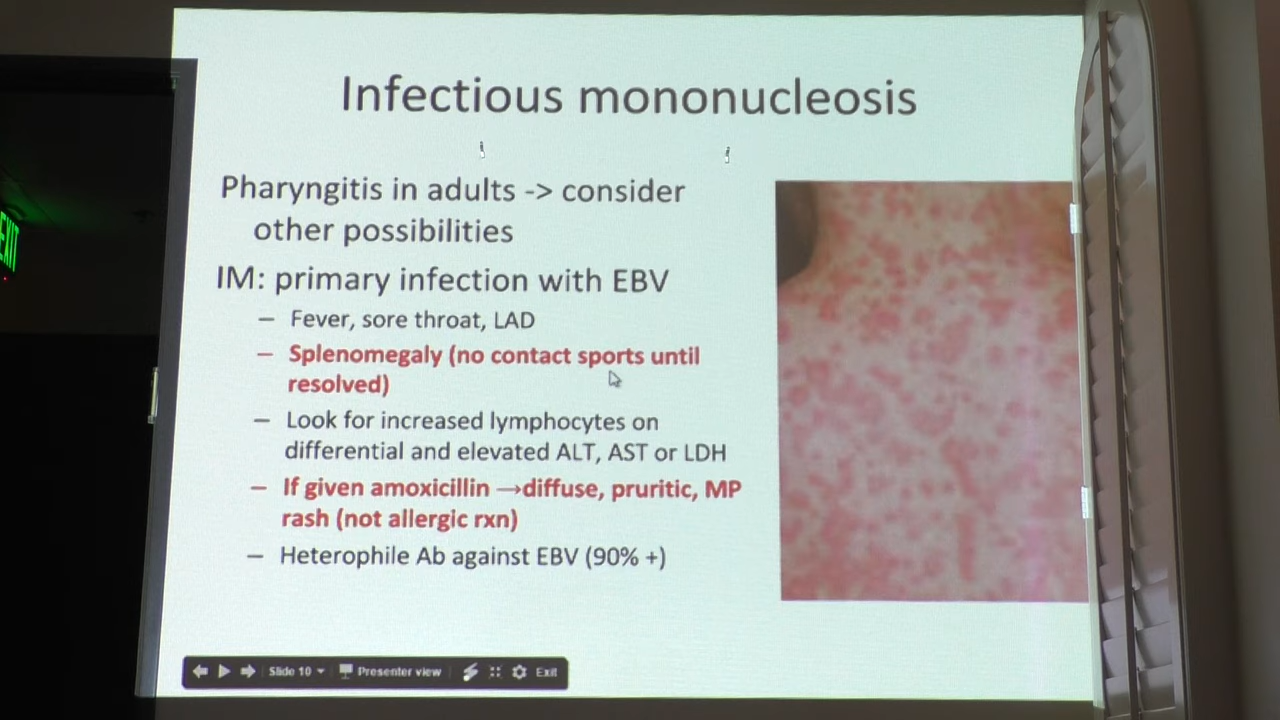 Infectious mononucleosis
Pharyngitis in adults -> consider
other possibilities
IM: primary infection with EBV
– Fever, sore throat, LAD
– Splenomegaly (no contact sports until
resolved)
– Look for increased lymphocytes on
differential and elevated ALT, AST or LDH
– If given amoxicillin →diffuse, pruritic, MP
rash (not allergic rxn)
– Heterophile Ab against EBV (90% +)
EXIT
Slide 10 Presenter view Exit